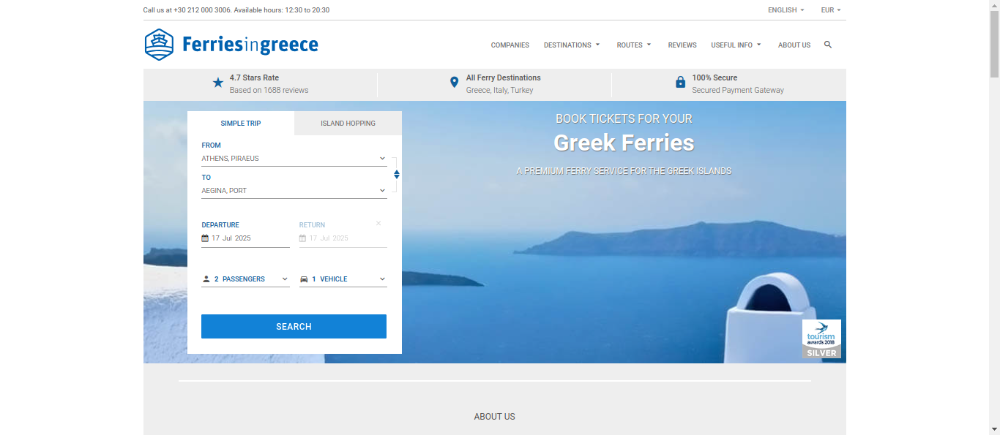 Call us at +30 212 000 3006. Available hours: 12:30 to 20:30
ENGLISH
EUR
Ferriesingreece
COMPANIES
DESTINATIONS
ROUTES
REVIEWS
USEFUL INFO
ABOUT US
4.7 Stars Rate
Based on 1688 reviews
All Ferry Destinations
Greece, Italy, Turkey
100% Secure
Secured Payment Gateway
SIMPLE TRIP
ISLAND HOPPING
FROM
ATHENS, PIRAEUS
TO
AEGINA, PORT
DEPARTURE
RETURN
17 Jul 2025
17 Jul 2025
2 PASSENGERS
1 VEHICLE
SEARCH
BOOK TICKETS FOR YOUR
Greek Ferries
A PREMIUM FERRY SERVICE FOR THE GREEK ISLANDS
tourism
awards 2018
SILVER
ABOUT US